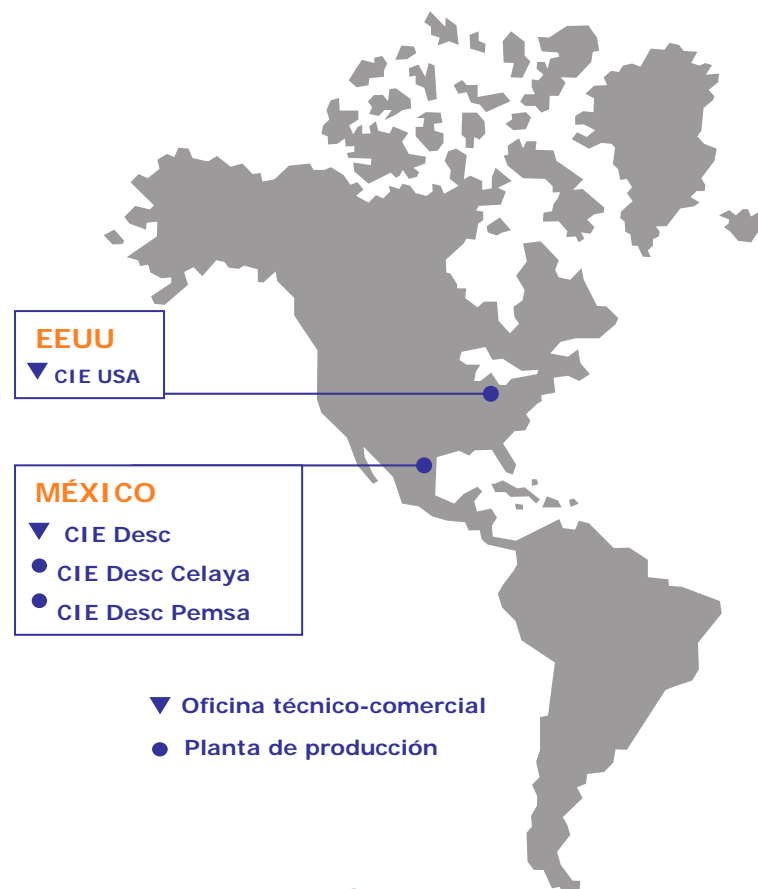 EEUU
CIE USA
MÉXICO
CIE Desc
CIE Desc Celaya
CIE Desc Pemsa
Oficina técnico-comercial
Planta de producción